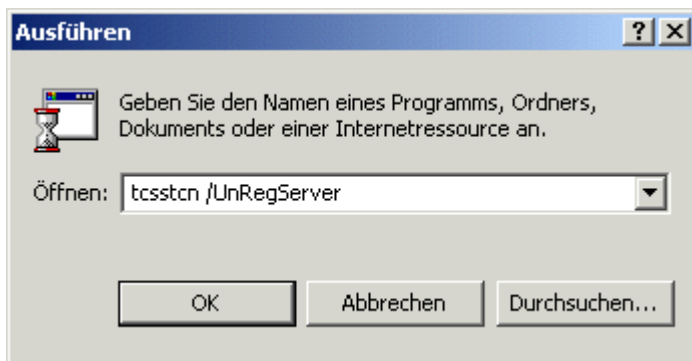 Ausführen
Geben Sie den Namen eines Programms, Ordners,
Dokuments oder einer Internetressource an.
Öffnen: tcsstcn /UnRegServer
OK Abbrechen Durchsuchen...